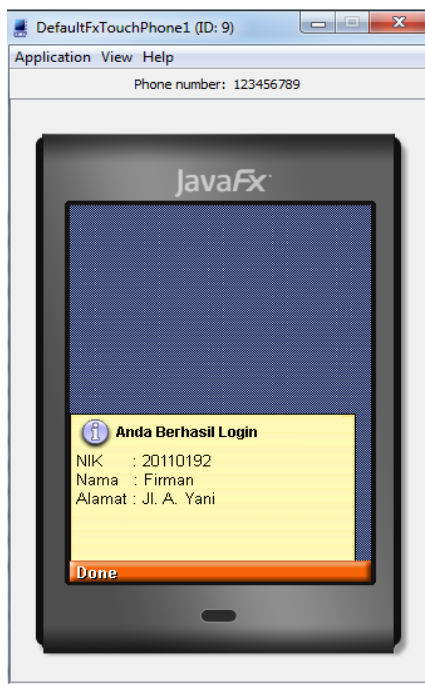 DefaultFxTouchPhone1 (ID: 9)
Application View Help
Phone number: 123456789
JavaFx
Anda Berhasil Login
NIK : 20110192
Nama : Firman
Alamat : Jl. A. Yani
Done